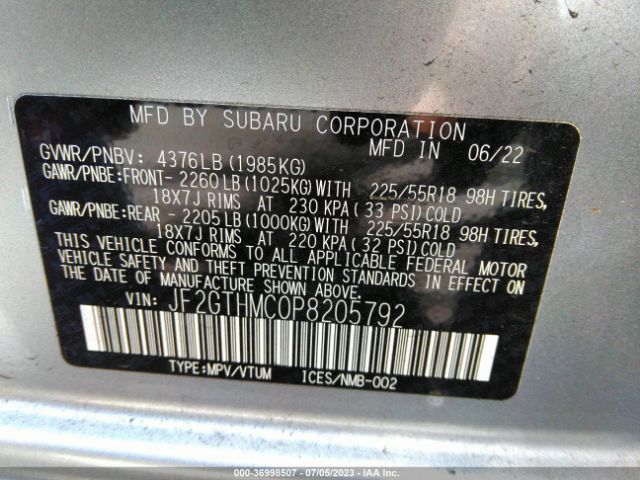 MFD BY SUBARU CORPORATION
GVWR/PNBV: 4376LB (1985KG) MFD IN 06/22
GAWR/PNBE:FRONT- 2260 LB (1025KG) WITH 225/55R18 98H TIRES,
18X7J RIMS AT 230 KPA (33 PSI) COLD
GAWR/PNBE:REAR - 2205 LB (1000KG) WITH 225/55R18 98H TIRES,
18X7J RIMS AT 220 KPA (32 PSI) COLD
THIS VEHICLE CONFORMS TO ALL APPLICABLE FEDERAL MOTOR
VEHICLE SAFETY AND THEFT PREVENTION STANDARDS IN EFFECT ON
THE DATE OF MANUFACTURE SHOWN ABOVE.
VIN: JF2GTHMC0P8205792
TYPE:MPV/VTUM ICES/NMB-002
000-36998507 - 07/05/2023 - IAA Inc.